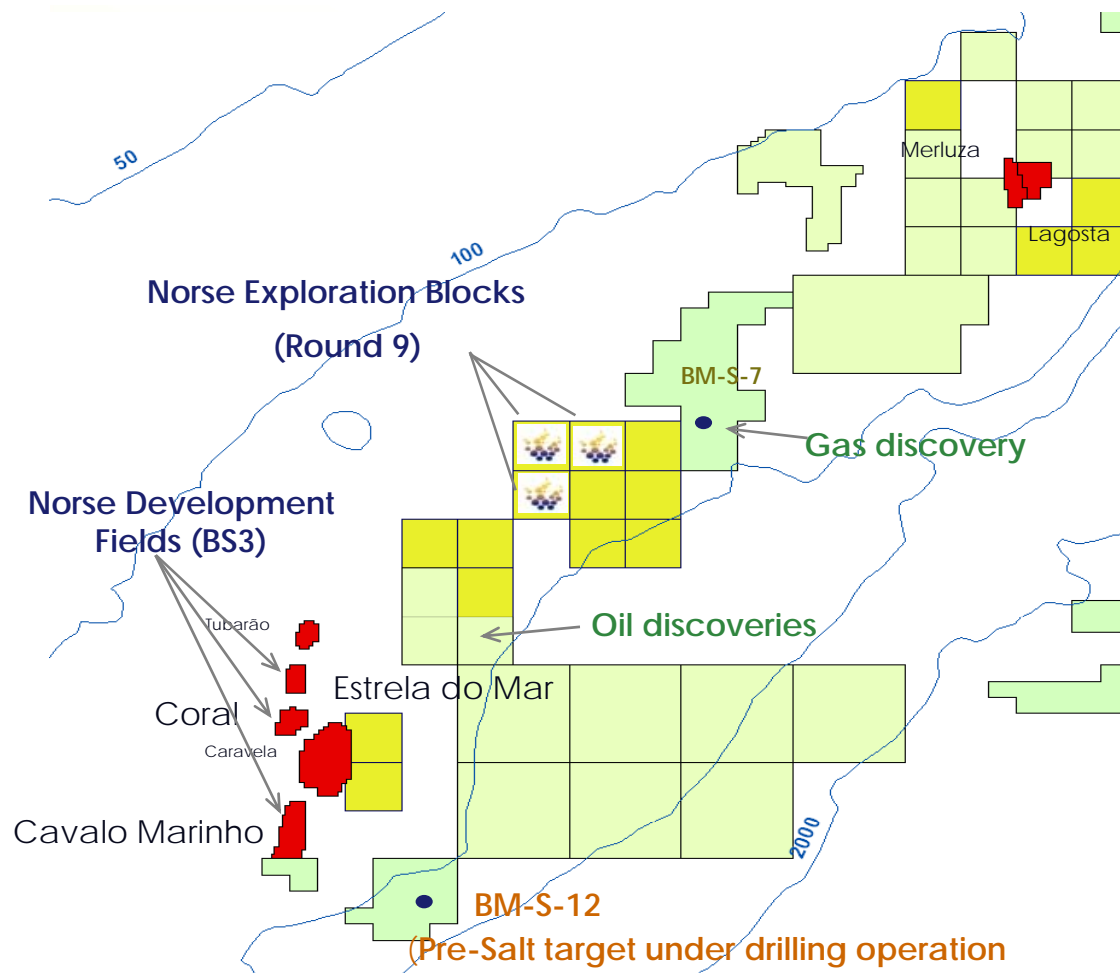 50
Merluza
Lagosta
100
Norse Exploration Blocks
(Round 9)
BM-S-7
Gas discovery
Norse Development
Fields (BS3)
Tubarão
Oil discoveries
Estrela do Mar
Coral
Caravela
Cavalo Marinho
2000
BM-S-12
(Pre-Salt target under drilling operation